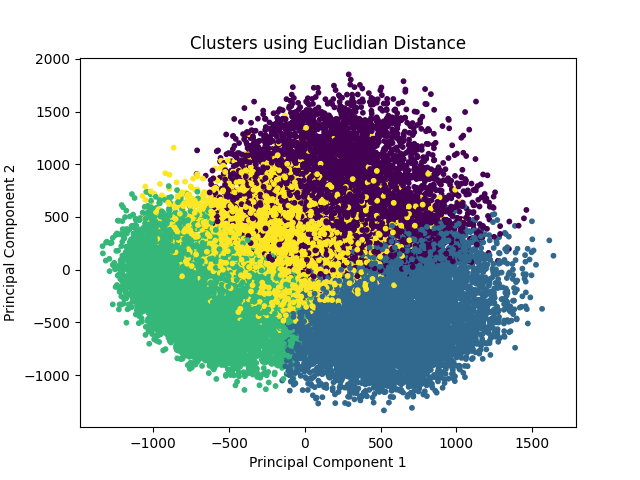 Clusters using Euclidian Distance
Principal Component 2
2000
1500
1000
500
0
−500
−1000
−1000 −500 0 500 1000 1500
Principal Component 1